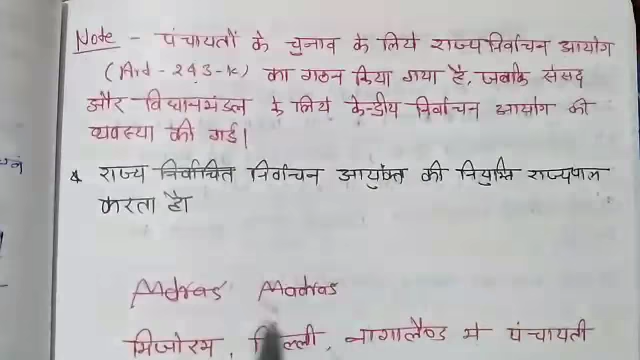 Note - पंचायतों के चुनाव के लिये राज्य निर्वाचन आयोग
(Art-243-K) का गठन किया गया है, जबकि संसद
और विधानमंडल के लिये केन्द्रीय निर्वाचन आयोग की
व्यवस्था की गई।
* राज्य निर्वाचित निर्वाचन आयुक्त की नियुक्ति राज्यपाल
करता है।
Madras Madras
मिजोरम, दिल्ली, नागालैण्ड मे पंचायती